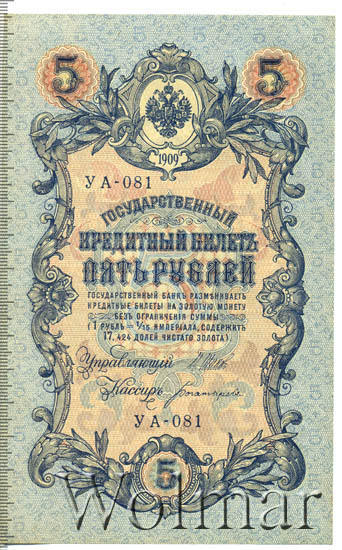 5 5
1909
УА-081
ГОСУДАРСТВЕННЫЙ
КРЕДИТНЫЙ БИЛЕТЪ
ПЯТЬ РУБЛЕЙ
ГОСУДАРСТВЕННЫЙ БАНКЪ РАЗМѢНИВАЕТЪ
КРЕДИТНЫЕ БИЛЕТЫ НА ЗОЛОТУЮ МОНЕТУ
БЕЗЪ ОГРАНИЧЕНІЯ СУММЫ
(1 РУБЛЬ = 1/15 ИМПЕРІАЛА, СОДЕРЖИТЪ
17,424 ДОЛЕЙ ЧИСТАГО ЗОЛОТА).
Управляющій
Кассиръ
УА-081
5
Wolmar